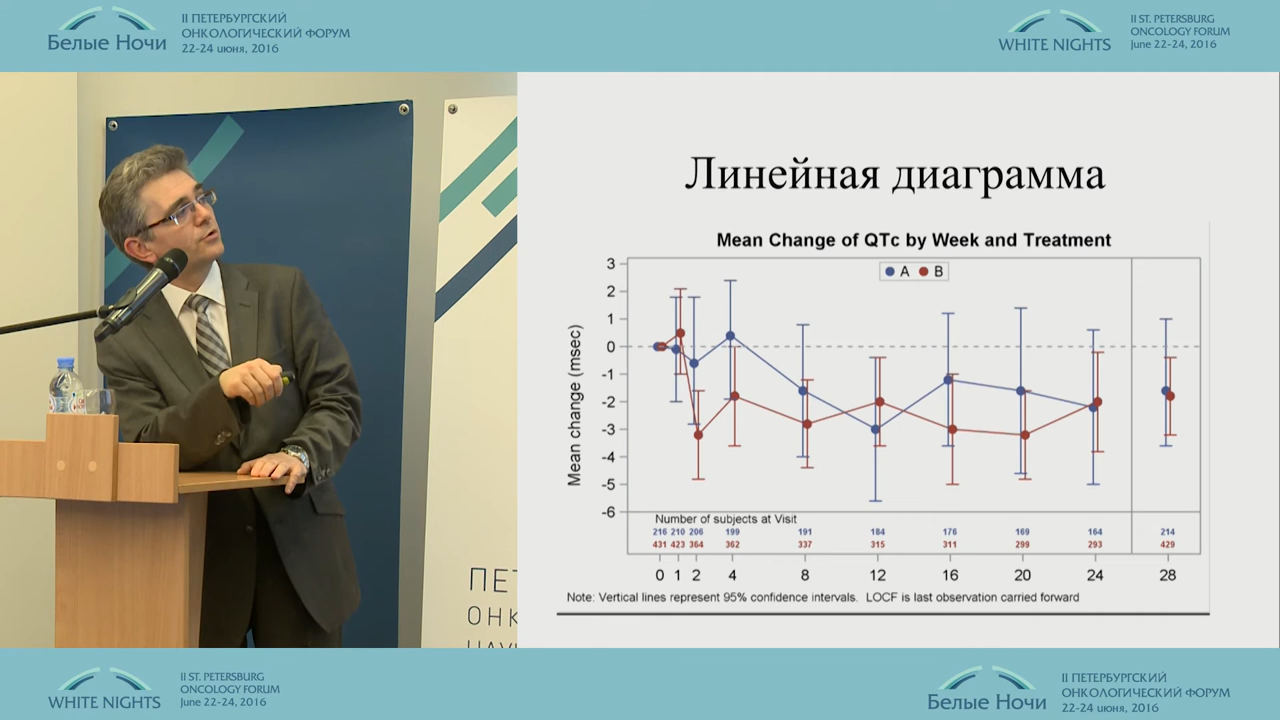 Белые Ночи
II ПЕТЕРБУРГСКИЙ
ОНКОЛОГИЧЕСКИЙ ФОРУМ
22-24 июня, 2016
WHITE NIGHTS
II ST. PETERSBURG
ONCOLOGY FORUM
June 22-24, 2016
Линейная диаграмма
Mean Change of QTc by Week and Treatment
A B
Mean change (msec)
3
2
1
0
-1
-2
-3
-4
-5
-6
Number of subjects at Visit
216 210 206 199 191 184 176 169 164 214
431 423 364 362 337 315 311 299 293 429
0 1 2 4 8 12 16 20 24 28
Note: Vertical lines represent 95% confidence intervals. LOCF is last observation carried forward
ПЕТ
ОНК
НАУ
WHITE NIGHTS
II ST. PETERSBURG
ONCOLOGY FORUM
June 22-24, 2016
Белые Ночи
II ПЕТЕРБУРГСКИЙ
ОНКОЛОГИЧЕСКИЙ ФОРУМ
22-24 июня, 2016